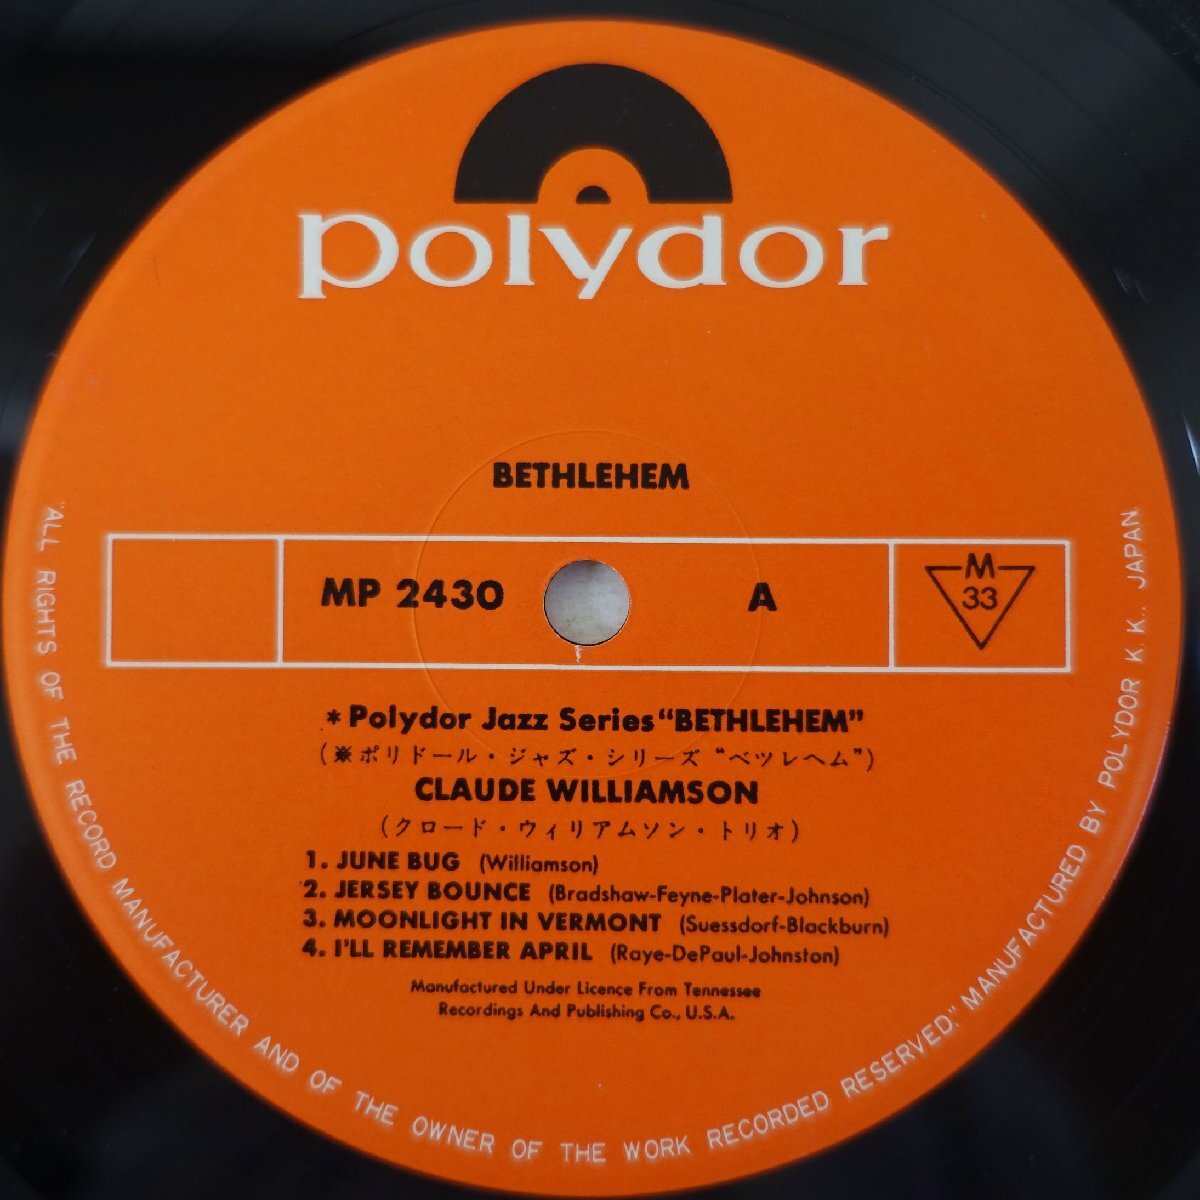 polydor
BETHLEHEM
MP 2430
A
M
33
*Polydor Jazz Series "BETHLEHEM"
(※ポリドール・ジャズ・シリーズ "ベツレヘム")
CLAUDE WILLIAMSON
(クロード・ウィリアムソン・トリオ)
1. JUNE BUG (Williamson)
2. JERSEY BOUNCE (Bradshaw-Feyne-Plater-Johnson)
3. MOONLIGHT IN VERMONT (Suessdorf-Blackburn)
4. I'LL REMEMBER APRIL (Raye-DePaul-Johnston)
Manufactured Under Licence From Tennessee
Recordings And Publishing Co., U.S.A.
"ALL RIGHTS OF THE RECORD MANUFACTURER AND OF THE OWNER OF THE WORK RECORDED RESERVED." MANUFACTURED BY POLYDOR K.K., JAPAN